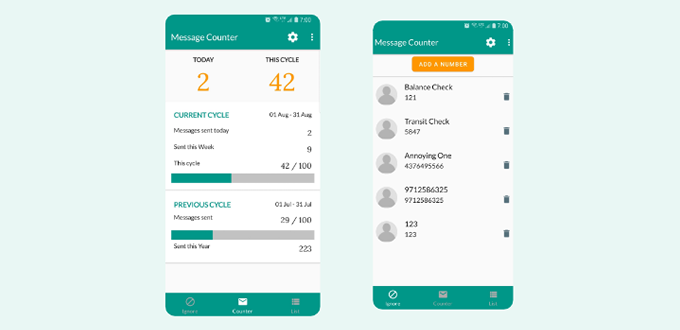 7:00
Message Counter
TODAY THIS CYCLE
2 42
CURRENT CYCLE 01 Aug - 31 Aug
Messages sent today 2
Sent this Week 9
This cycle 42 / 100
PREVIOUS CYCLE 01 Jul - 31 Jul
Messages sent 29 / 100
Sent this Year 223
Ignore Counter List
7:00
Message Counter
ADD A NUMBER
Balance Check
121
Transit Check
5847
Annoying One
4376495566
9712586325
9712586325
123
123
Ignore Counter List